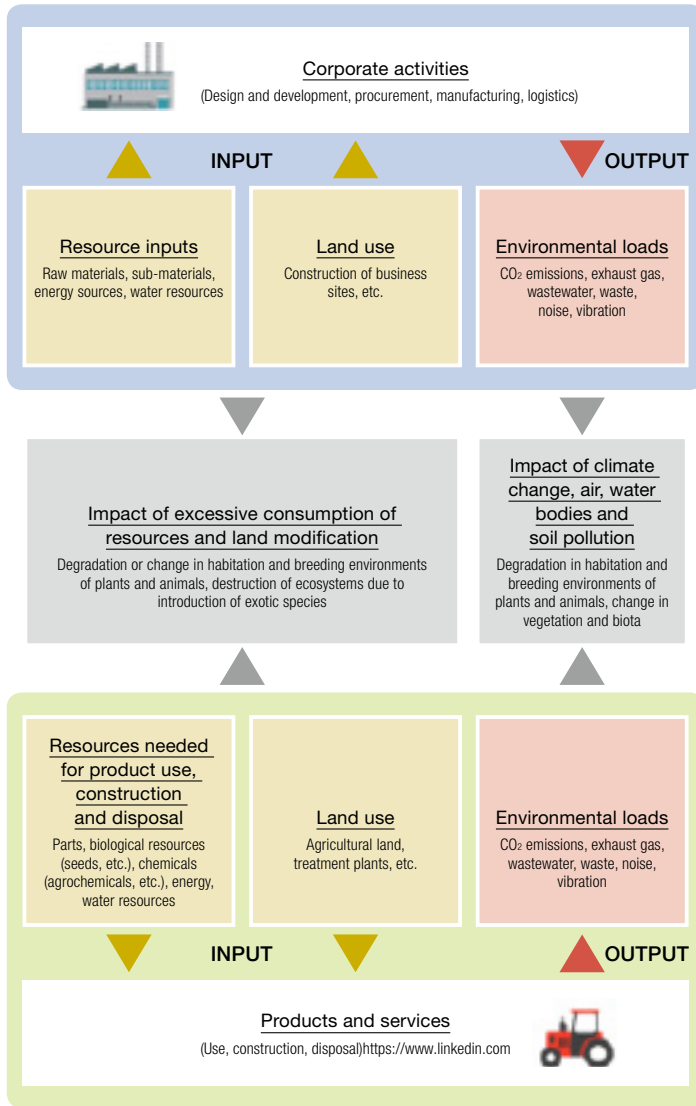 Corporate activities
(Design and development, procurement, manufacturing, logistics)
INPUT
OUTPUT
Resource inputs
Raw materials, sub-materials,
energy sources, water resources
Land use
Construction of business
sites, etc.
Environmental loads
CO2 emissions, exhaust gas,
wastewater, waste,
noise, vibration
Impact of excessive consumption of
resources and land modification
Degradation or change in habitation and breeding environments
of plants and animals, destruction of ecosystems due to
introduction of exotic species
Impact of climate
change, air, water
bodies and
soil pollution
Degradation in habitation and
breeding environments of
plants and animals, change in
vegetation and biota
Resources needed
for product use,
construction
and disposal
Parts, biological resources
(seeds, etc.), chemicals
(agrochemicals, etc.), energy,
water resources
Land use
Agricultural land,
treatment plants, etc.
Environmental loads
CO2 emissions, exhaust gas,
wastewater, waste, noise,
vibration
INPUT
OUTPUT
Products and services
(Use, construction, disposal)https://www.linkedin.com